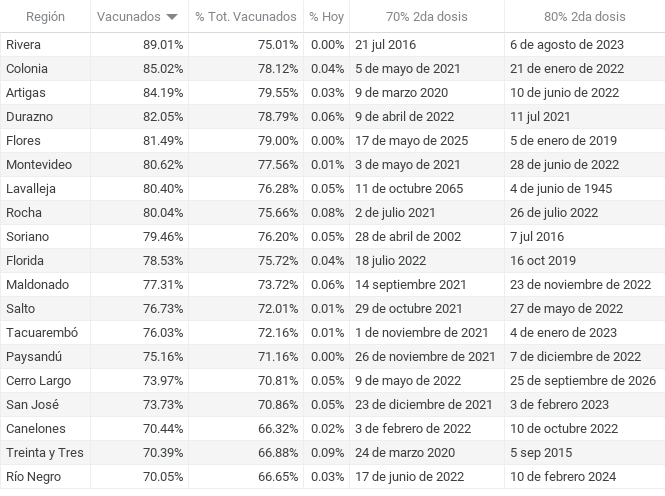 Región Vacunados % Tot. Vacunados % Hoy 70% 2da dosis 80% 2da dosis
Rivera 89.01% 75.01% 0.00% 21 jul 2016 6 de agosto de 2023
Colonia 85.02% 78.12% 0.04% 5 de mayo de 2021 21 de enero de 2022
Artigas 84.19% 79.55% 0.03% 9 de marzo 2020 10 de junio de 2022
Durazno 82.05% 78.79% 0.06% 9 de abril de 2022 11 jul 2021
Flores 81.49% 79.00% 0.00% 17 de mayo de 2025 5 de enero de 2019
Montevideo 80.62% 77.56% 0.01% 3 de mayo de 2021 28 de junio de 2022
Lavalleja 80.40% 76.28% 0.05% 11 de octubre 2065 4 de junio de 1945
Rocha 80.04% 75.66% 0.08% 2 de julio 2021 26 de julio 2022
Soriano 79.46% 76.20% 0.05% 28 de abril de 2002 7 jul 2016
Florida 78.53% 75.72% 0.04% 18 julio 2022 16 oct 2019
Maldonado 77.31% 73.72% 0.06% 14 septiembre 2021 23 de noviembre de 2022
Salto 76.73% 72.01% 0.01% 29 de octubre 2021 27 de mayo de 2022
Tacuarembó 76.03% 72.16% 0.01% 1 de noviembre de 2021 4 de enero de 2023
Paysandú 75.16% 71.16% 0.00% 26 de noviembre de 2021 7 de diciembre de 2022
Cerro Largo 73.97% 70.81% 0.05% 9 de mayo de 2022 25 de septiembre de 2026
San José 73.73% 70.86% 0.05% 23 de diciembre de 2021 3 de febrero 2023
Canelones 70.44% 66.32% 0.02% 3 de febrero de 2022 10 de octubre de 2022
Treinta y Tres 70.39% 66.88% 0.09% 24 de marzo de 2020 5 sep 2015
Río Negro 70.05% 66.65% 0.03% 17 de junio de 2022 10 de febrero 2024